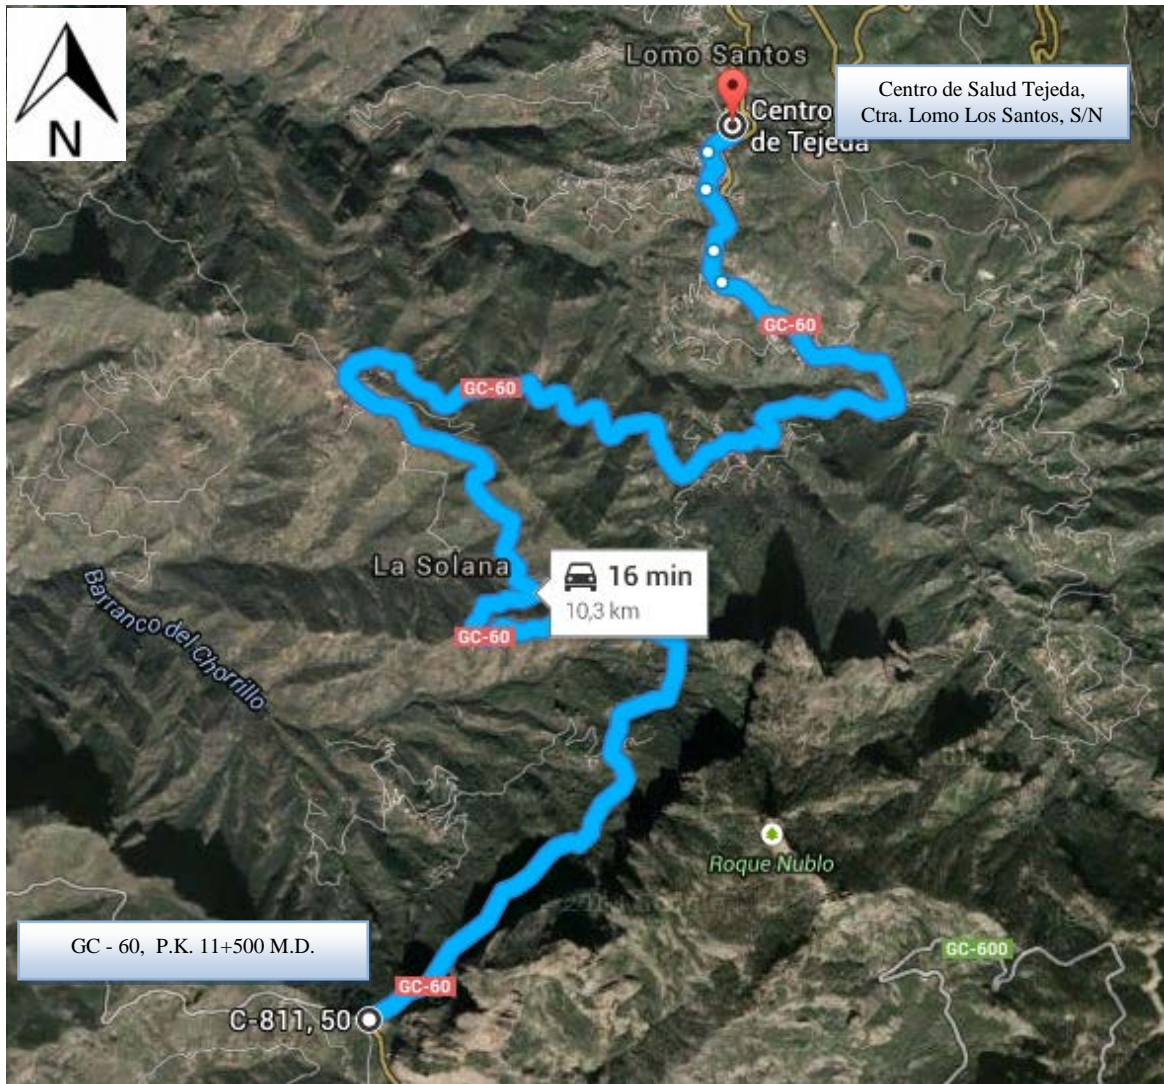 N
Lomo Santos
Centro
de Tejeda
Centro de Salud Tejeda,
Ctra. Lomo Los Santos, S/N
GC-60
GC-60
La Solana
16 min
10,3 km
GC-60
Barranco del Chorrillo
Roque Nublo
GC - 60, P.K. 11+500 M.D.
GC-600
GC-60
C-811, 50